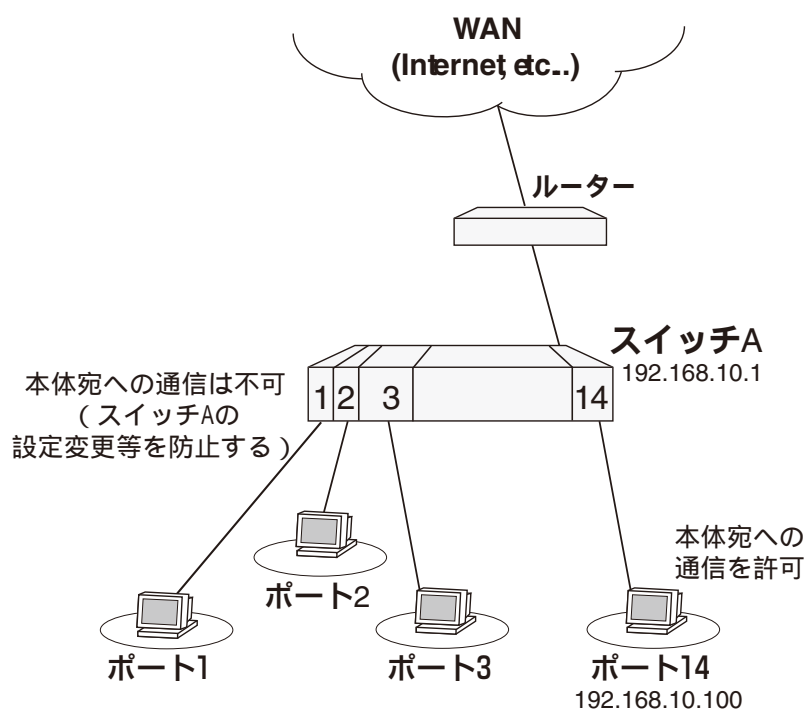 WAN
(Internet, etc...)
ルーター
スイッチA
192.168.10.1
本体宛への通信は不可
(スイッチAの
設定変更等を防止する)
1 2 3 14
本体宛への
通信を許可
ポート2
ポート1
ポート3
ポート14
192.168.10.100